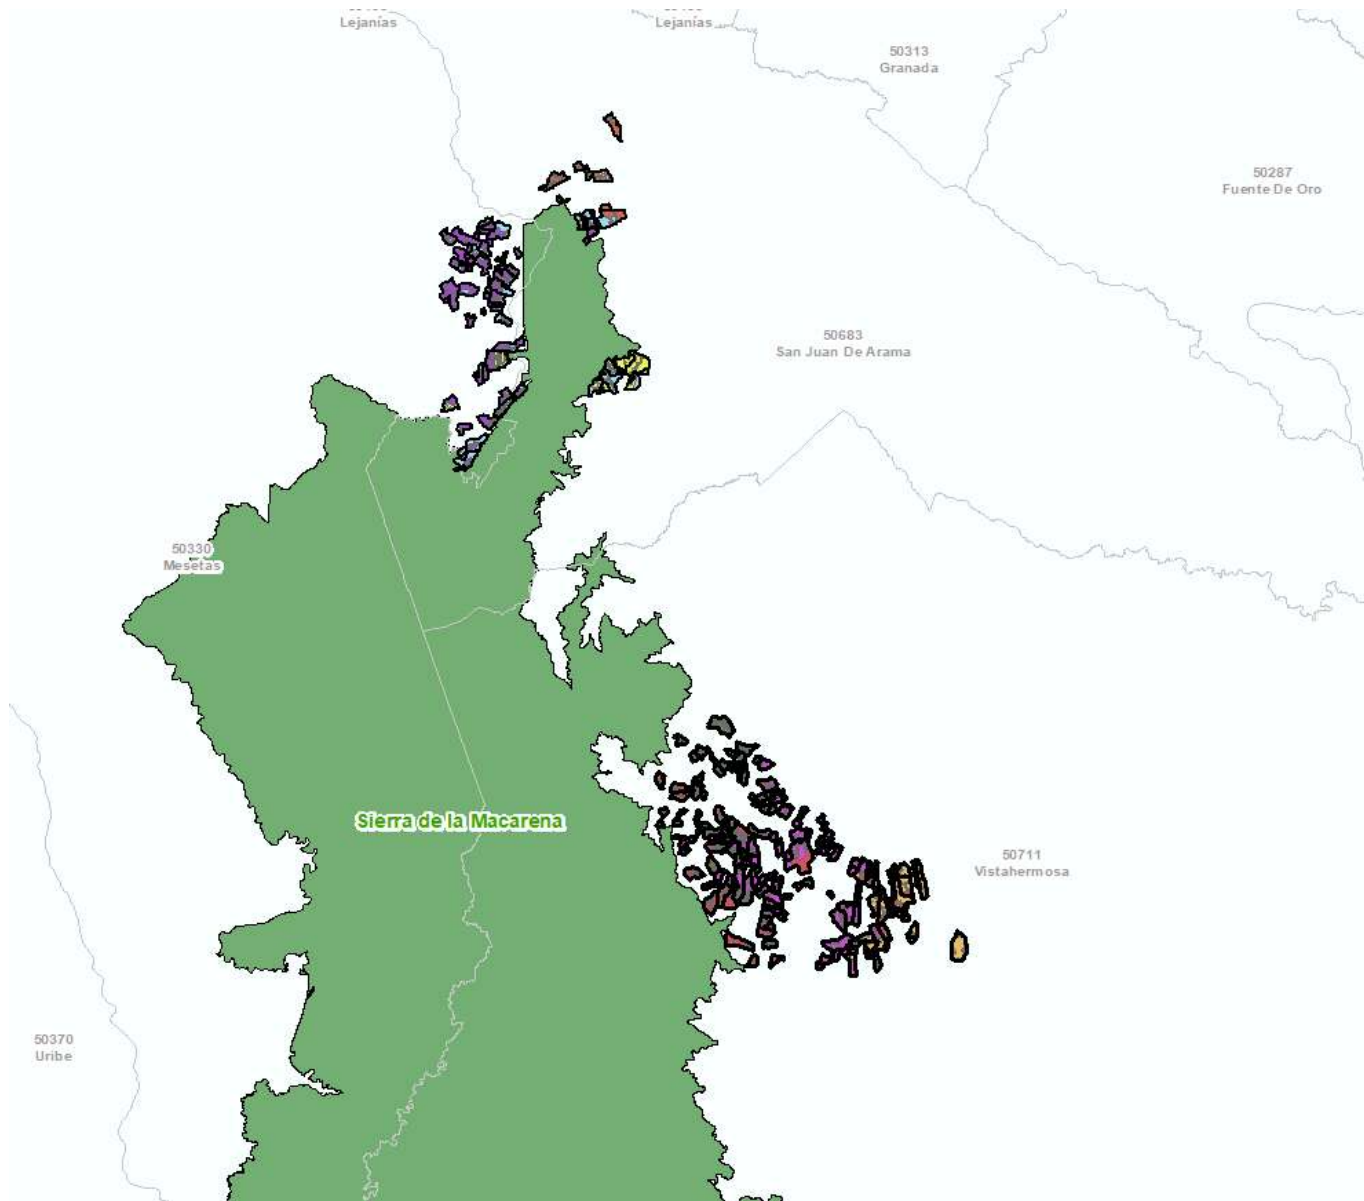 Lejanías
Lejanías
50313
Granada
50287
Fuente De Oro
50683
San Juan De Arama
50330
Mesetas
Sierra de la Macarena
50711
Vistahermosa
50370
Uribe